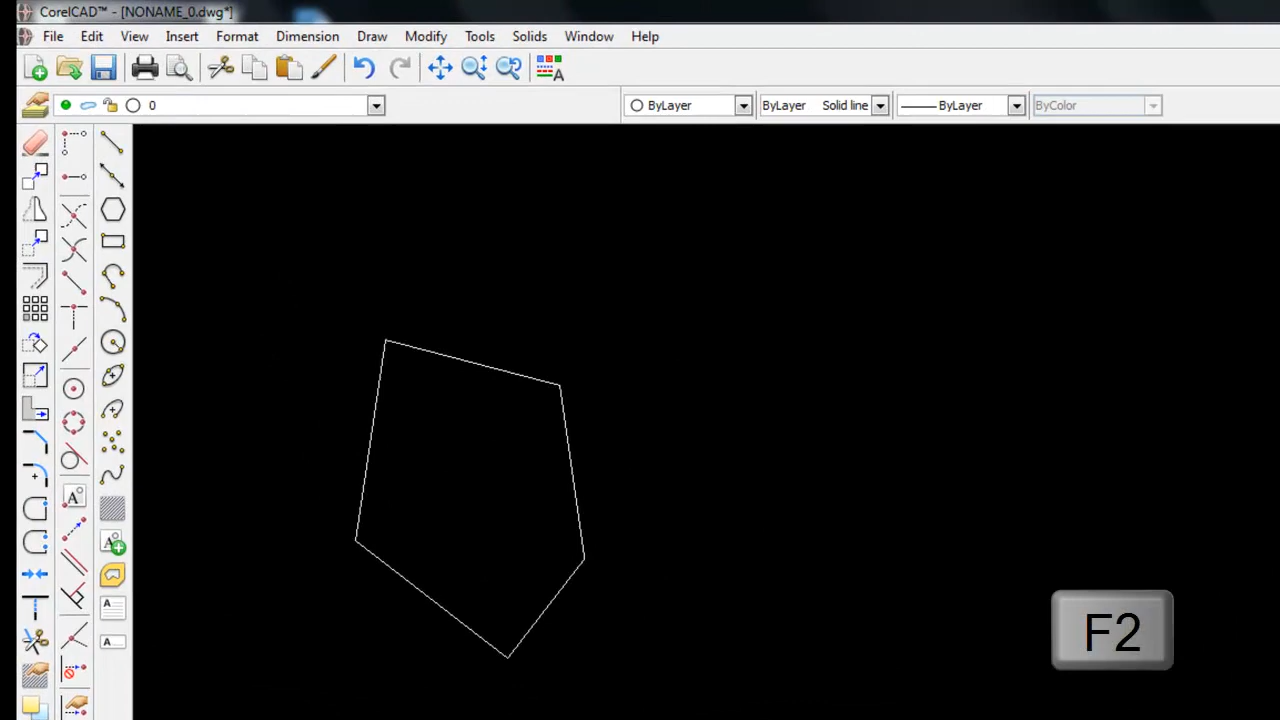 CorelCAD™ - [NONAME_0.dwg*]
File Edit View Insert Format Dimension Draw Modify Tools Solids Window Help
A
0 ByLayer ByLayer Solid line ByLayer ByColor
A
A
A
A
F2